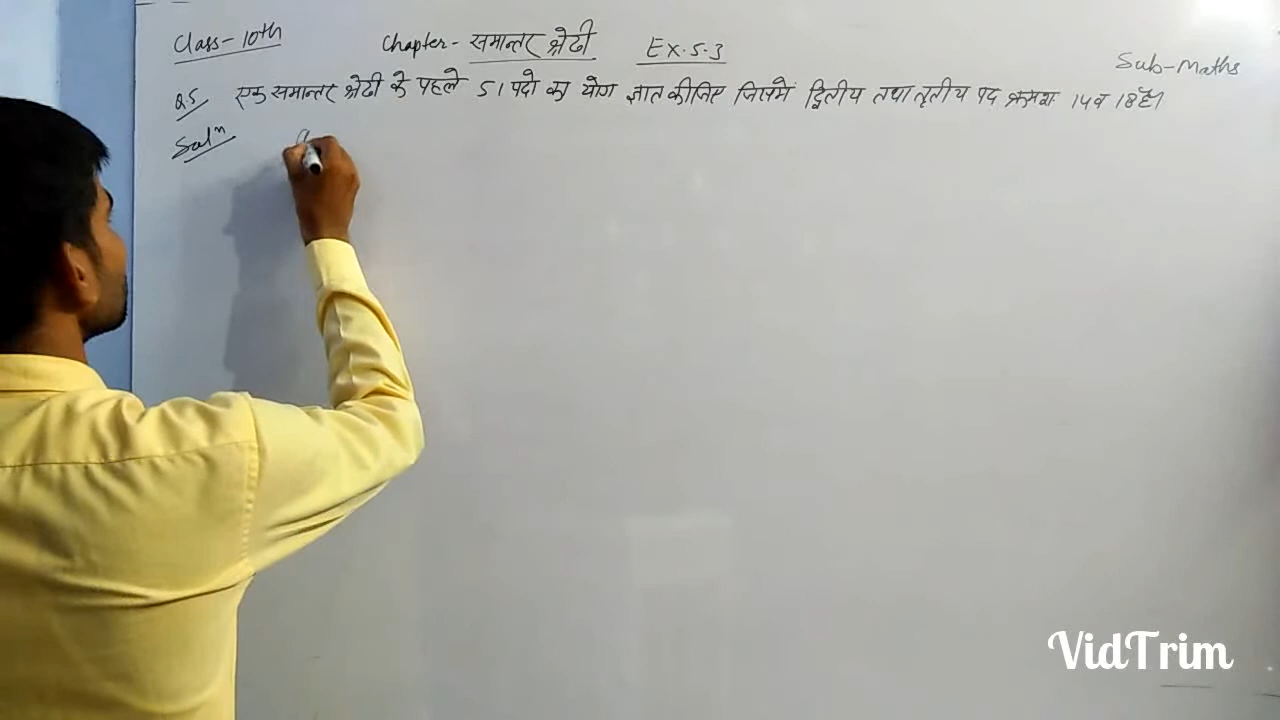 Class-10th Chapter- समान्तर श्रेढी Ex. 5.3
Sub-Maths
Q5 एक समान्तर श्रेढी के पहले 51 पदो का योग ज्ञात कीजिए जिसमें द्वितीय तथा तृतीय पद क्रमशः 14 व 18 है।
Solⁿ
VidTrim